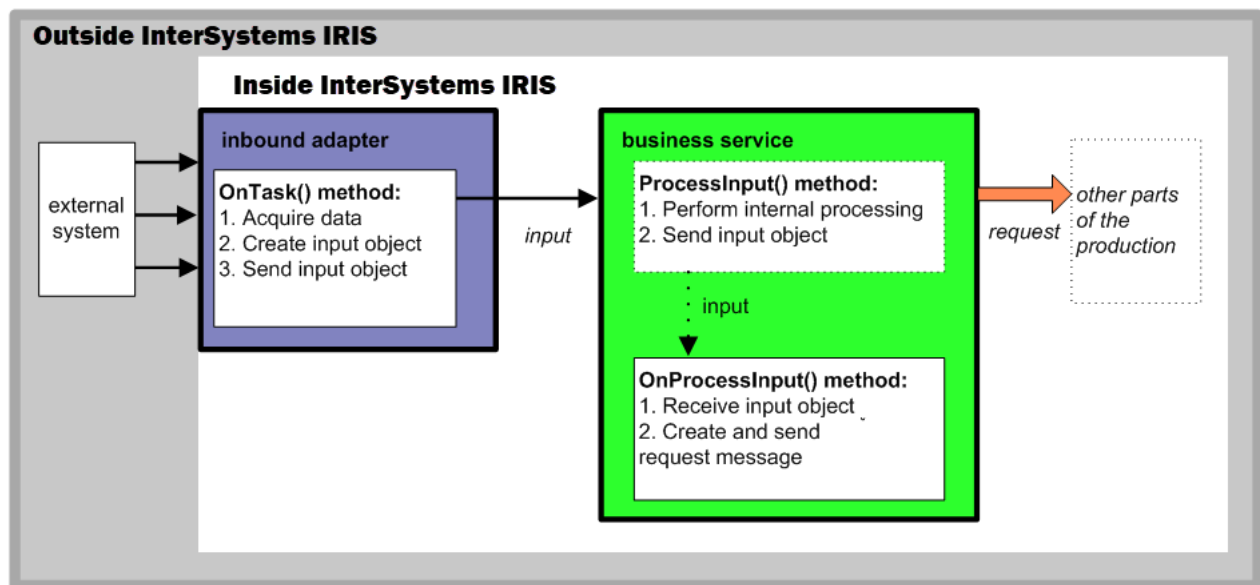 Outside InterSystems IRIS
Inside InterSystems IRIS
external
system
inbound adapter
OnTask() method:
1. Acquire data
2. Create input object
3. Send input object
input
business service
ProcessInput() method:
1. Perform internal processing
2. Send input object
input
OnProcessInput() method:
1. Receive input object
2. Create and send
request message
request
other parts
of the
production